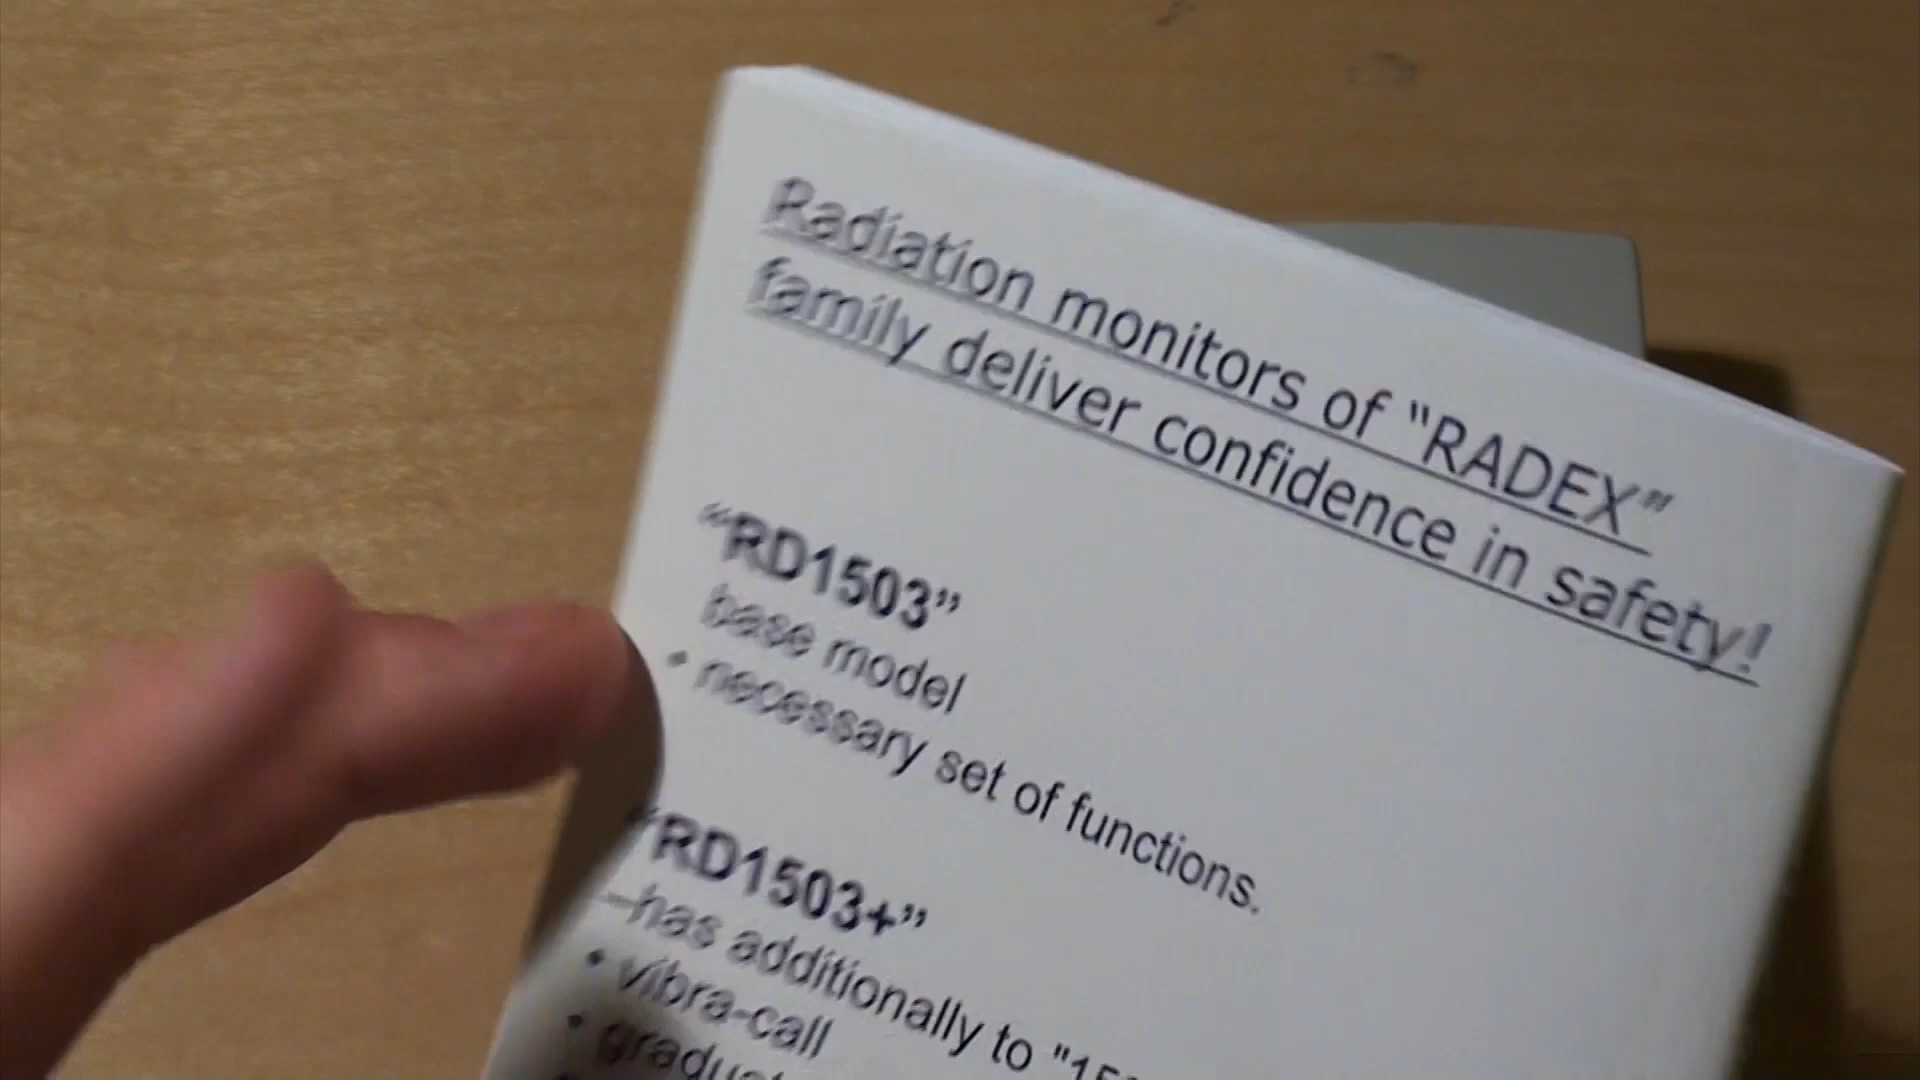 Radiation monitors of "RADEX"
family deliver confidence in safety!
“RD1503”
base model
• necessary set of functions.
“RD1503+”
–has additionally to
• vibra-call
•